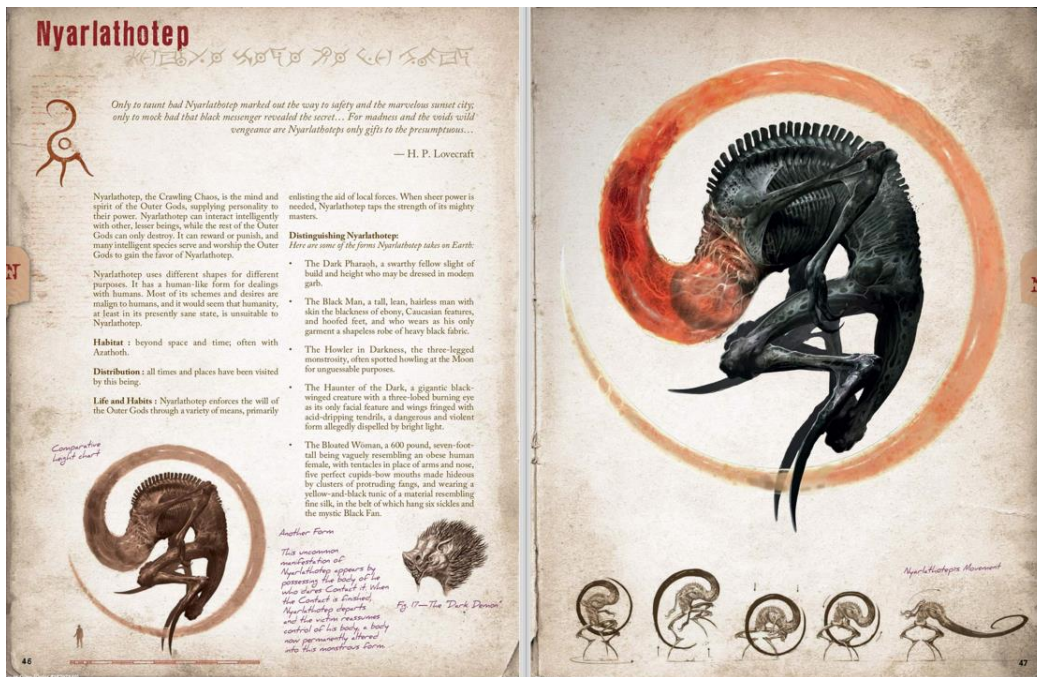 Nyarlathotep
Only to taunt had Nyarlathotep marked out the way to safety and the marvelous sunset city,
only to mock had that black messenger revealed the secret… For madness and the voids wild
vengeance are Nyarlathoteps only gifts to the presumptuous…
— H. P. Lovecraft
Nyarlathotep, the Crawling Chaos, is the mind and
spirit of the Outer Gods, supplying personality to
their power. Nyarlathotep can interact intelligently
with other, lesser beings, while the rest of the Outer
Gods can only destroy. It can reward or punish, and
many intelligent species serve and worship the Outer
Gods to gain the favor of Nyarlathotep.
Nyarlathotep uses different shapes for different
purposes. It has a human-like form for dealings
with humans. Most of its schemes and desires are
malign to humans, and it would seem that humanity,
at least in its presently sane state, is unsuitable to
Nyarlathotep.
Habitat : beyond space and time; often with
Azathoth.
Distribution : all times and places have been visited
by this being.
Life and Habits : Nyarlathotep enforces the will of
the Outer Gods through a variety of means, primarily
enlisting the aid of local forces. When sheer power is
needed, Nyarlathotep taps the strength of its mighty
masters.
Distinguishing Nyarlathotep:
Here are some of the forms Nyarlathotep takes on Earth:
• The Dark Pharaoh, a swarthy fellow slight of
build and height who may be dressed in modern
garb.
• The Black Man, a tall, lean, hairless man with
skin the blackness of ebony, Caucasian features,
and hoofed feet, and who wears as his only
garment a shapeless robe of heavy black fabric.
• The Howler in Darkness, the three-legged
monstrosity, often spotted howling at the Moon
for unguessable purposes.
• The Haunter of the Dark, a gigantic black-
winged creature with a three-lobed burning eye
as its only facial feature and wings fringed with
acid-dripping tendrils, a dangerous and violent
form allegedly dispelled by bright light.
• The Bloated Woman, a 600 pound, seven-foot-
tall being vaguely resembling an obese human
female, with tentacles in place of arms and nose,
five perfect cupids-bow mouths made hideous
by clusters of protruding fangs, and wearing a
yellow-and-black tunic of a material resembling
fine silk, in the belt of which hang six sickles and
the mystic Black Fan.
Comparative
height chart
Another Form
This uncommon
manifestation of
Nyarlathotep appears by
possessing the body of he
who dares Contact it. When
the Contact is finished,
Nyarlathotep departs
and the victim reassumes
control of his body, a body
now permanently altered
into this monstrous form.
Fig. 17—The "Dark Demon".
46
N
Nyarlathoteps Movement
47